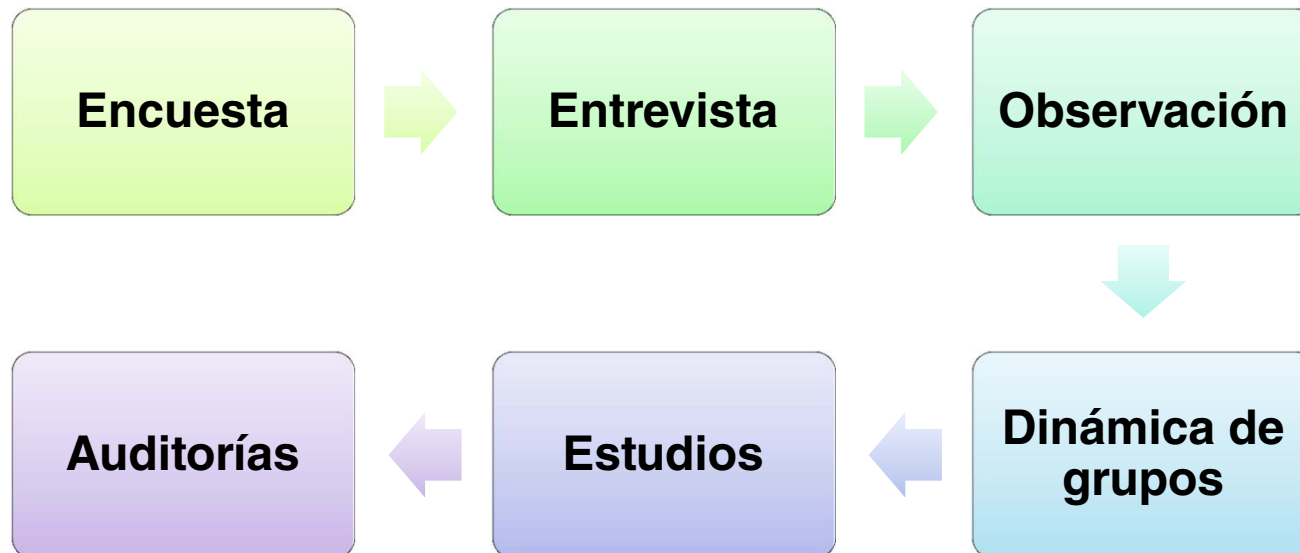 Encuesta
Entrevista
Observación
Dinámica de
grupos
Estudios
Auditorías